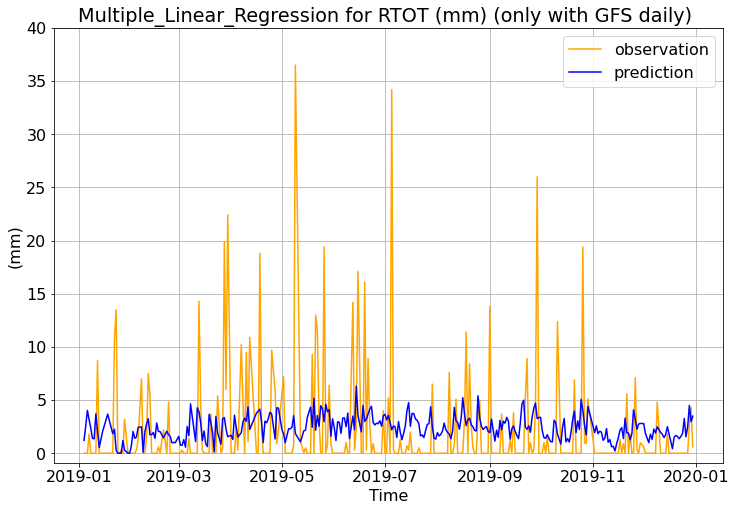 Multiple_Linear_Regression for RTOT (mm) (only with GFS daily)
observation
prediction
40
35
30
25
20
15
10
5
0
(mm)
2019-01 2019-03 2019-05 2019-07 2019-09 2019-11 2020-01
Time